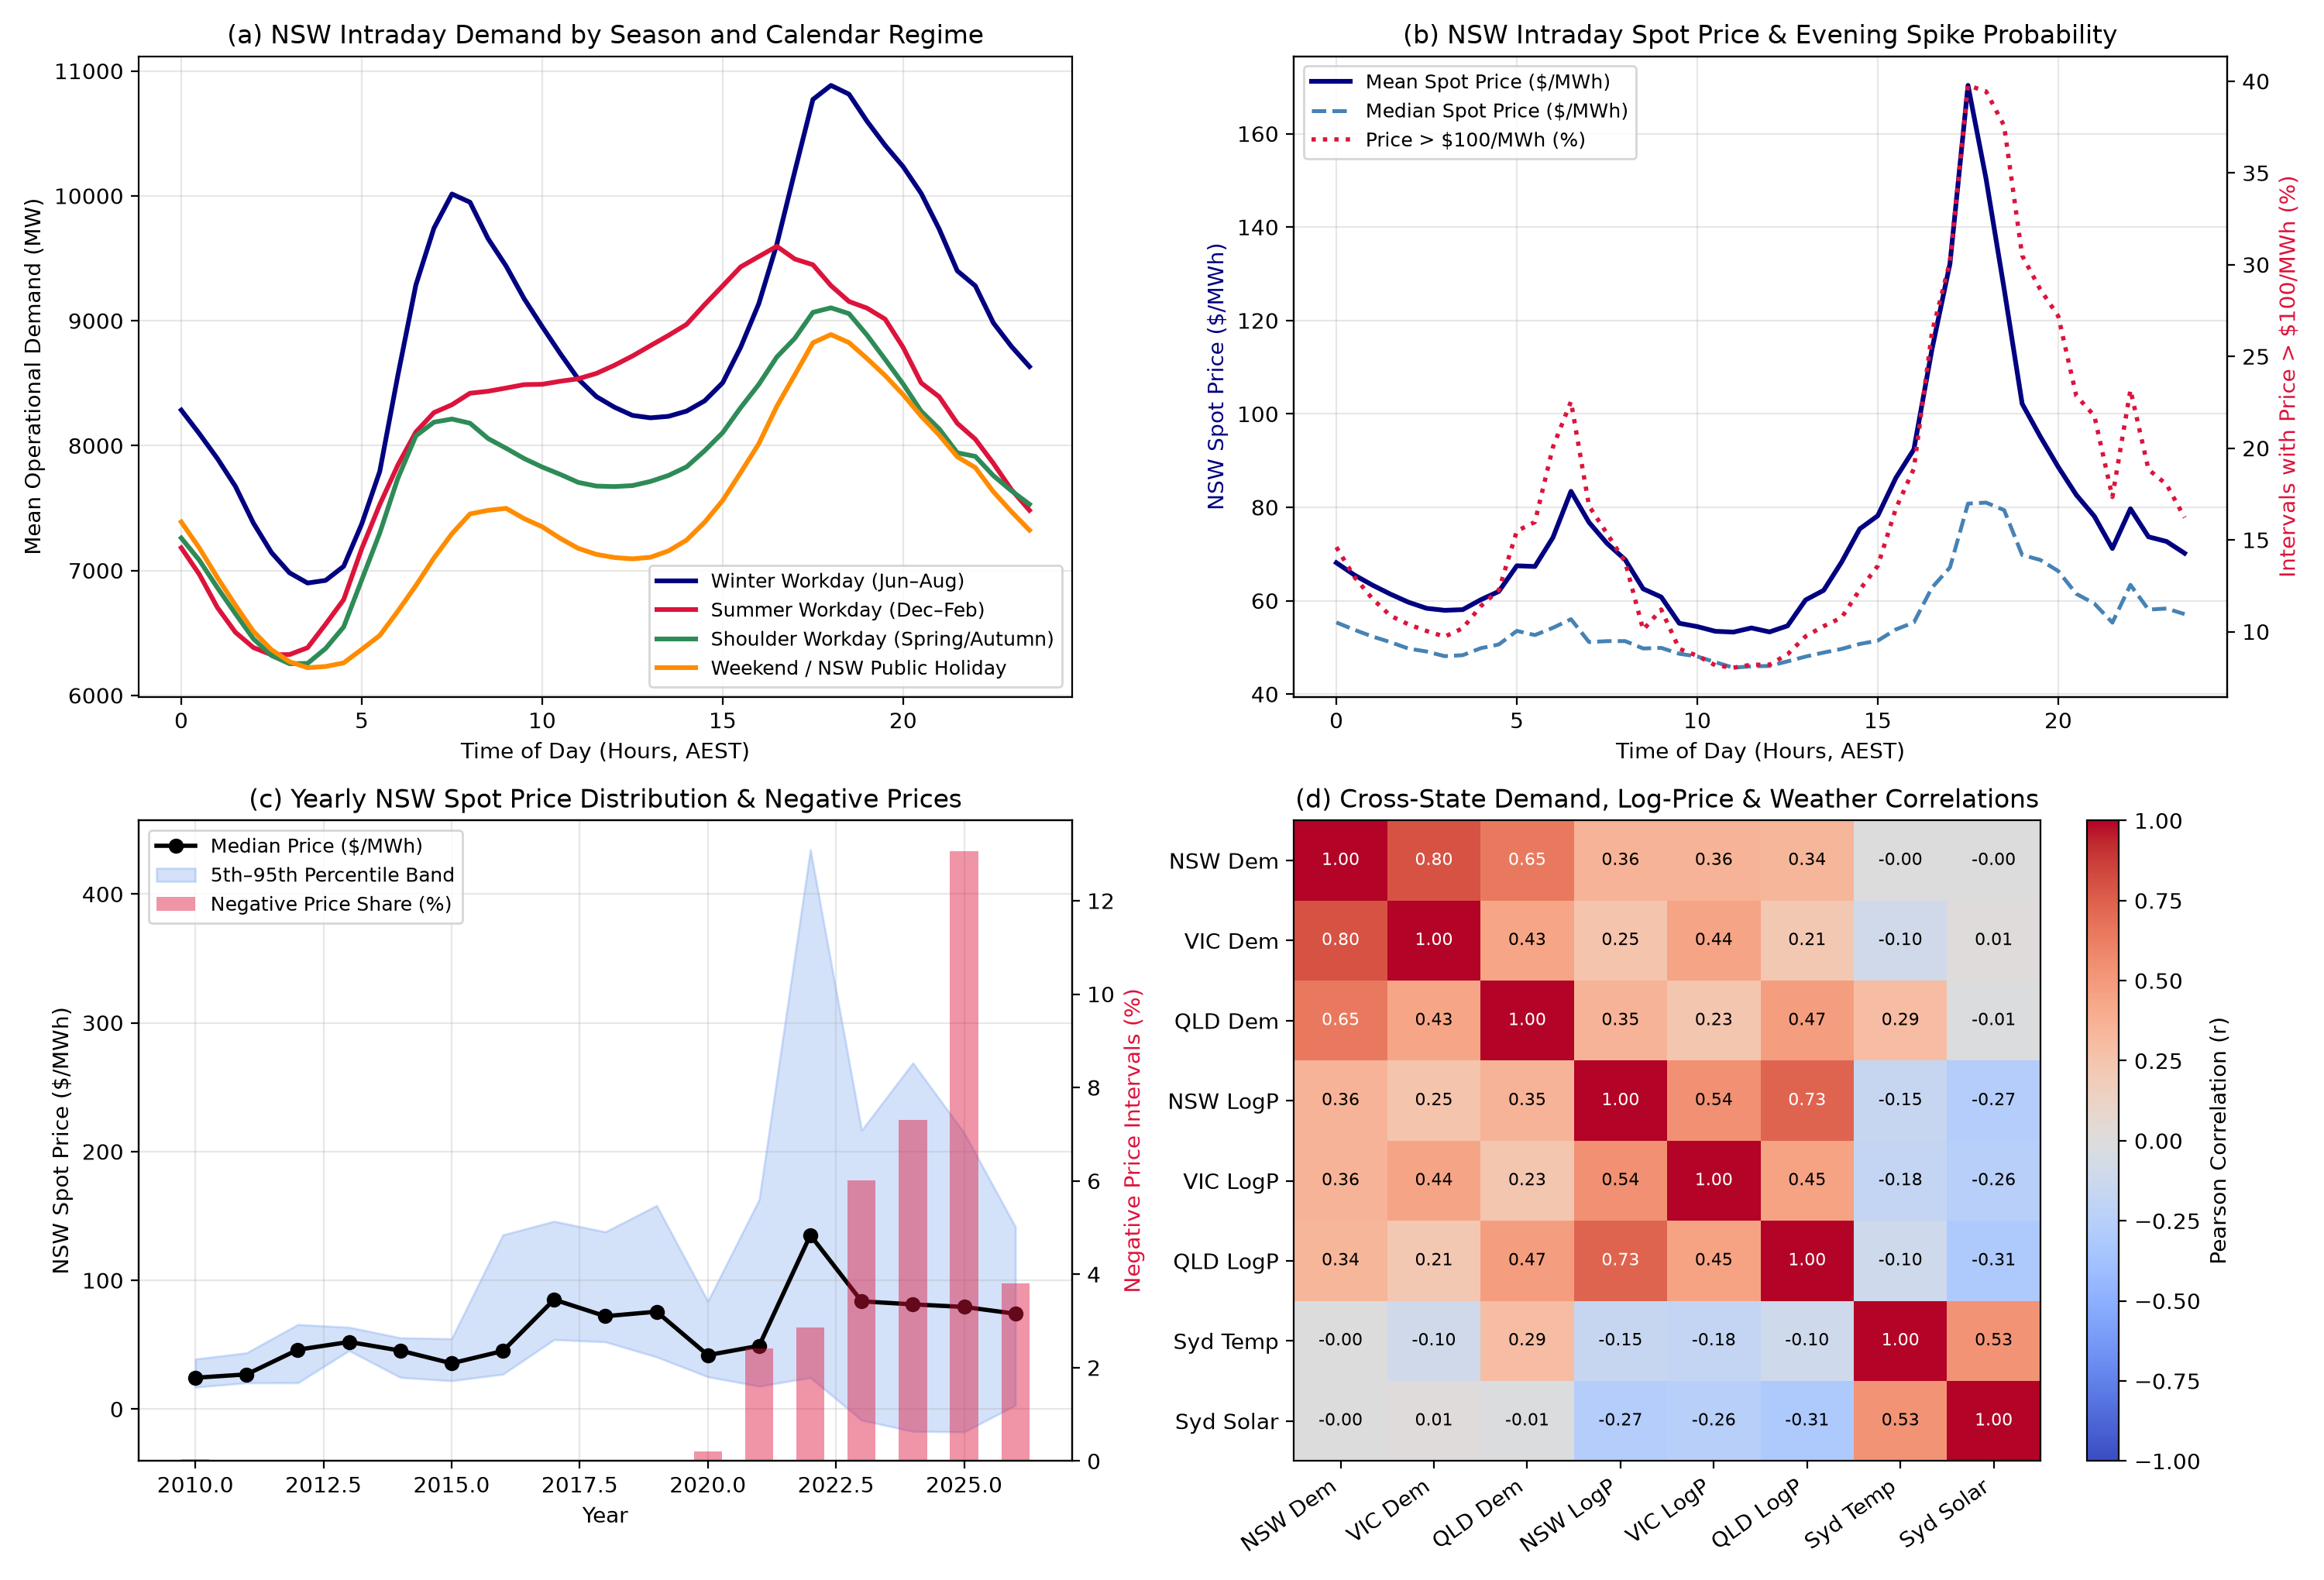 (a) NSW Intraday Demand by Season and Calendar Regime
11000
10000
9000
8000
7000
6000
Mean Operational Demand (MW)
Winter Workday (Jun–Aug)
Summer Workday (Dec–Feb)
Shoulder Workday (Spring/Autumn)
Weekend / NSW Public Holiday
0 5 10 15 20
Time of Day (Hours, AEST)
(b) NSW Intraday Spot Price & Evening Spike Probability
Mean Spot Price ($/MWh)
Median Spot Price ($/MWh)
Price > $100/MWh (%)
160
140
120
100
80
60
40
NSW Spot Price ($/MWh)
40
35
30
25
20
15
10
Intervals with Price > $100/MWh (%)
0 5 10 15 20
Time of Day (Hours, AEST)
(c) Yearly NSW Spot Price Distribution & Negative Prices
Median Price ($/MWh)
5th–95th Percentile Band
Negative Price Share (%)
400
300
200
100
0
NSW Spot Price ($/MWh)
12
10
8
6
4
2
0
Negative Price Intervals (%)
2010.0 2012.5 2015.0 2017.5 2020.0 2022.5 2025.0
Year
(d) Cross-State Demand, Log-Price & Weather Correlations
NSW Dem 1.00 0.80 0.65 0.36 0.36 0.34 -0.00 -0.00
VIC Dem 0.80 1.00 0.43 0.25 0.44 0.21 -0.10 0.01
QLD Dem 0.65 0.43 1.00 0.35 0.23 0.47 0.29 -0.01
NSW LogP 0.36 0.25 0.35 1.00 0.54 0.73 -0.15 -0.27
VIC LogP 0.36 0.44 0.23 0.54 1.00 0.45 -0.18 -0.26
QLD LogP 0.34 0.21 0.47 0.73 0.45 1.00 -0.10 -0.31
Syd Temp -0.00 -0.10 0.29 -0.15 -0.18 -0.10 1.00 0.53
Syd Solar -0.00 0.01 -0.01 -0.27 -0.26 -0.31 0.53 1.00
NSW Dem VIC Dem QLD Dem NSW LogP VIC LogP QLD LogP Syd Temp Syd Solar
1.00
0.75
0.50
0.25
0.00
−0.25
−0.50
−0.75
−1.00
Pearson Correlation (r)